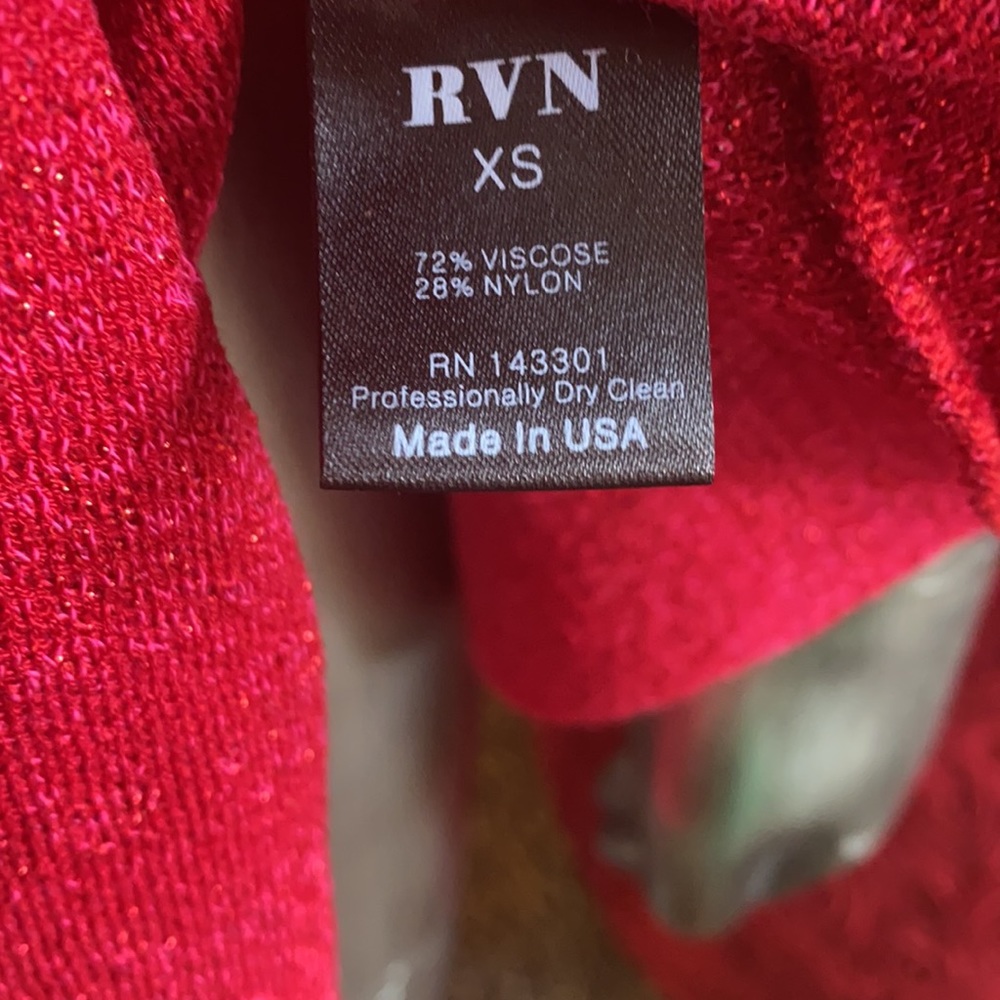 RVN
XS
72% VISCOSE
28% NYLON
RN 143301
Professionally Dry Clean
Made In USA